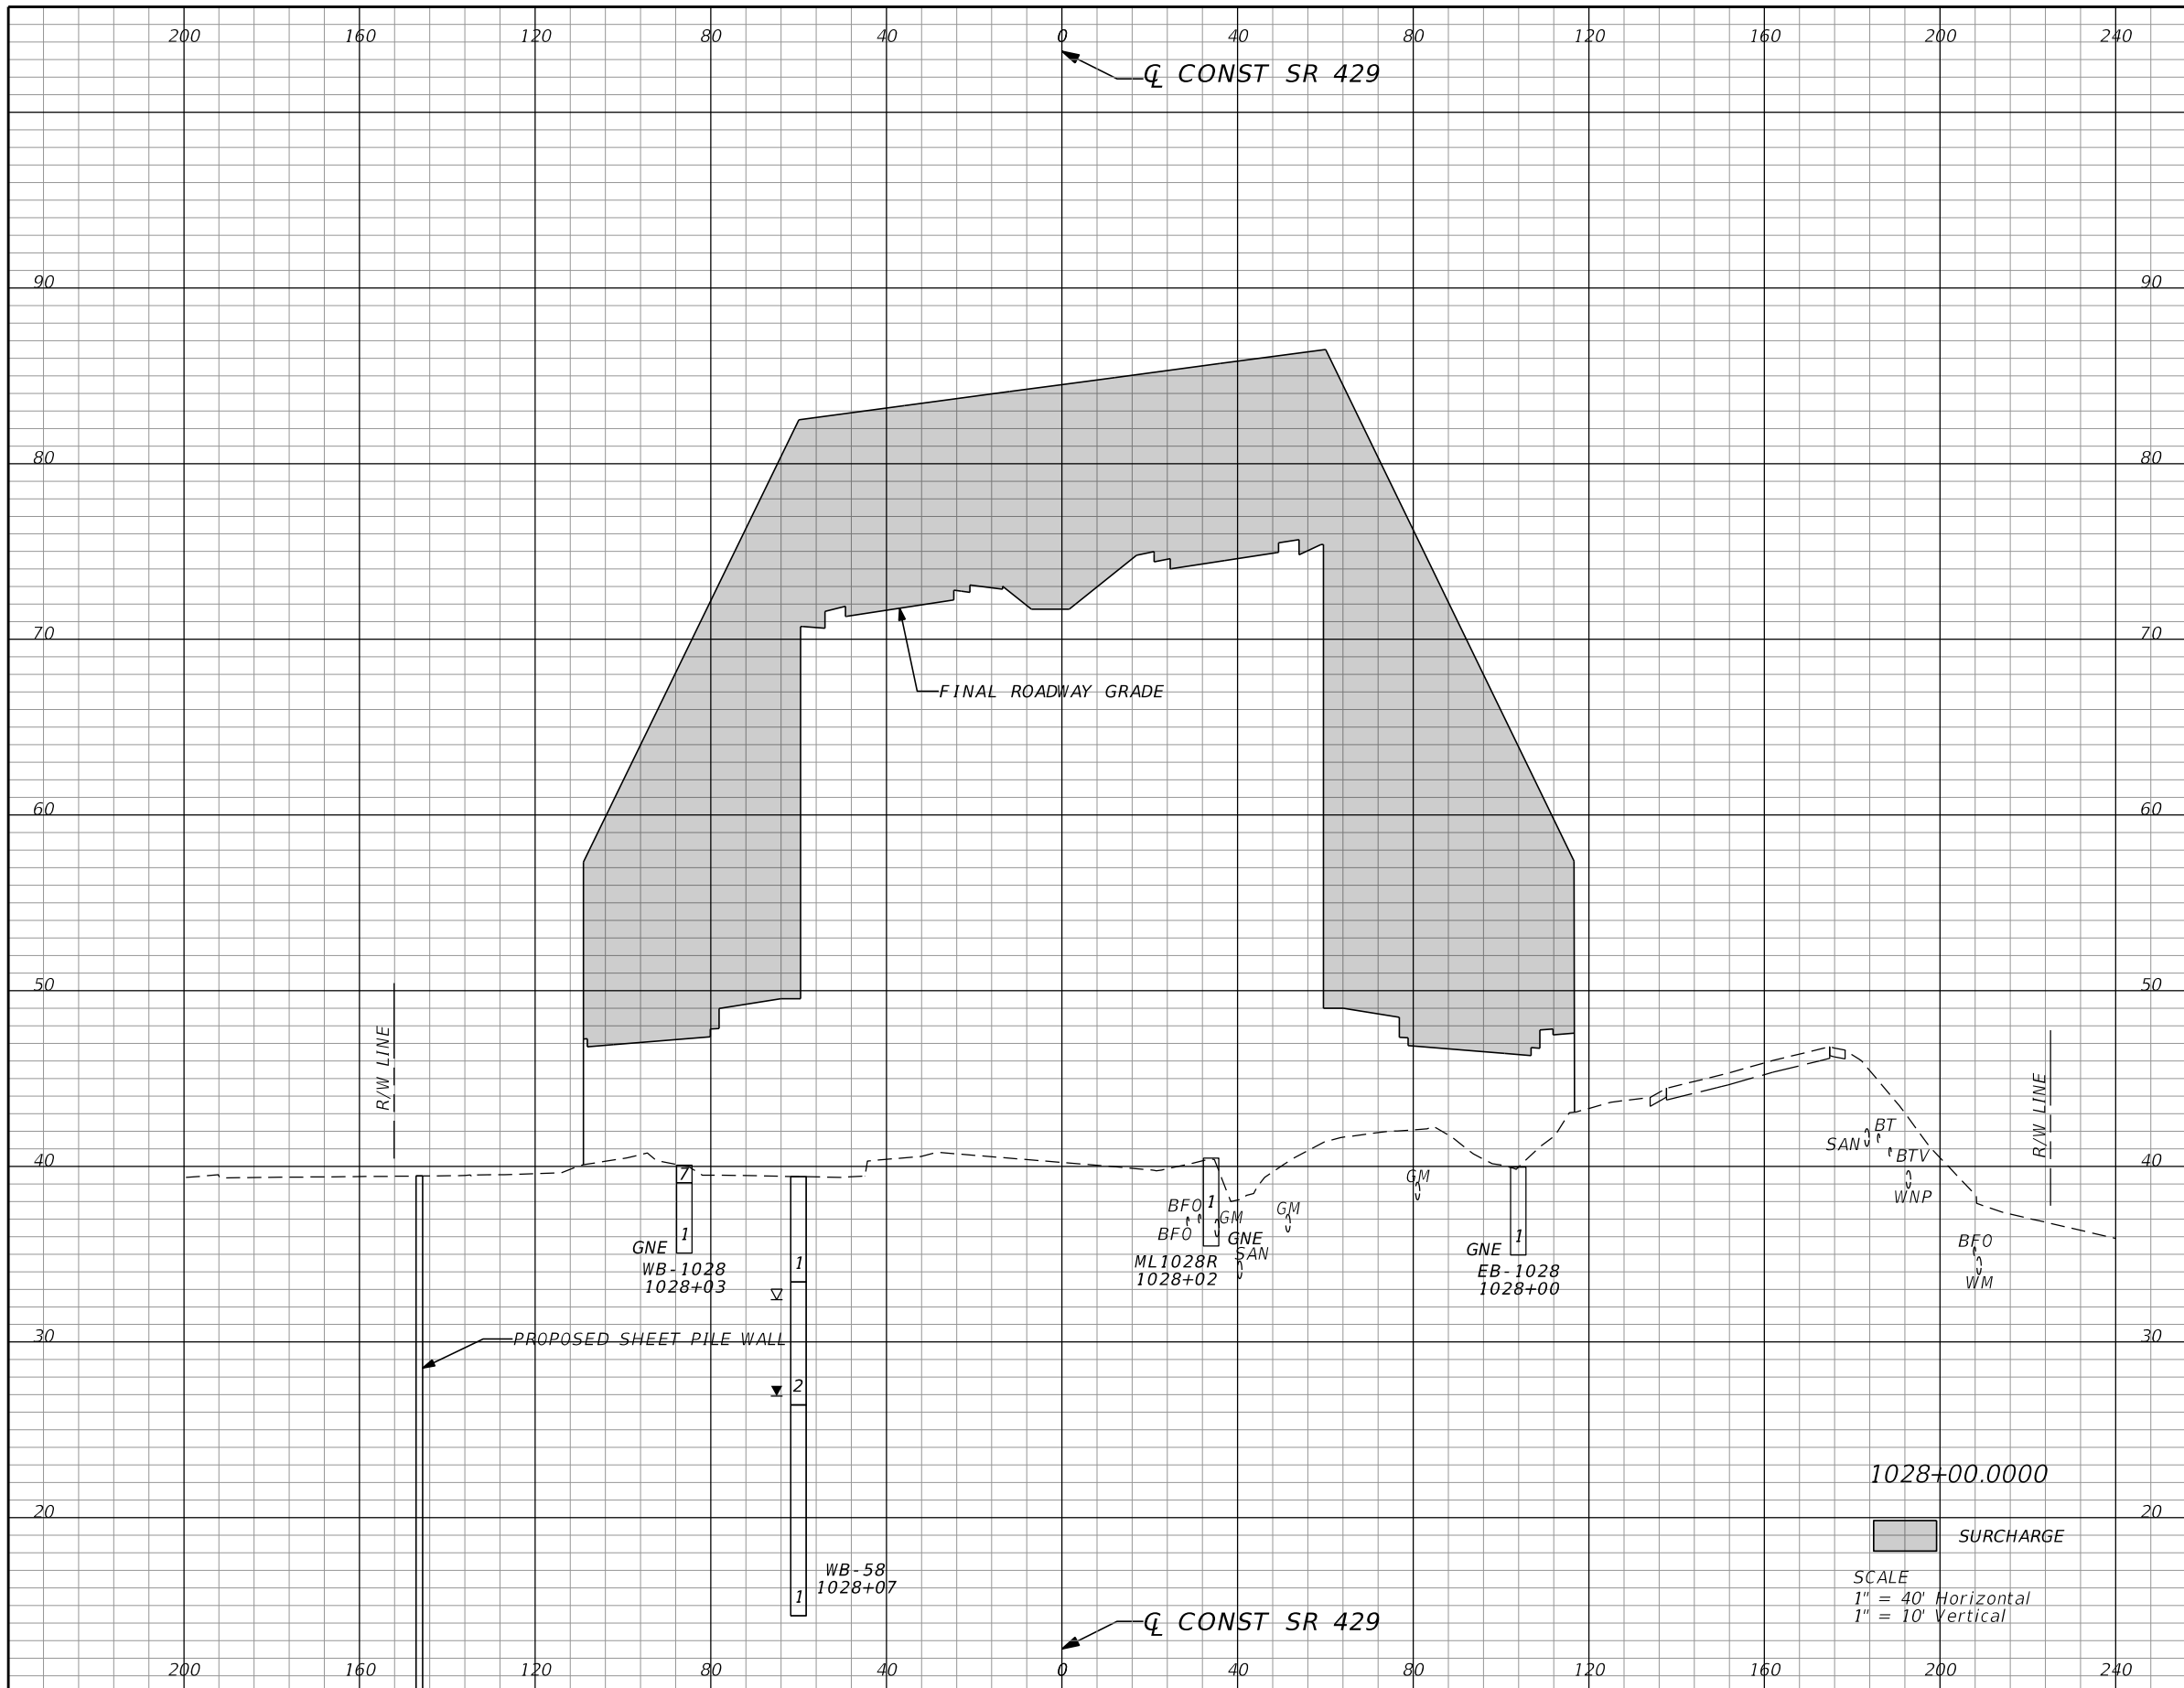 200 160 120 80 40 0 40 80 120 160 200 240
℄ CONST SR 429
90 90
80 80
70 70
FINAL ROADWAY GRADE
60 60
50 50
R/W LINE
R/W LINE
BT
SAN
BTV
40 40
7
GM
WNP
1
BFO
GM
GM
BFO
1
GNE
1
GNE
GNE
BFO
SAN
WB-1028
1028+03
1
ML1028R
1028+02
EB-1028
1028+00
WM
30 30
PROPOSED SHEET PILE WALL
2
1028+00.0000
20 20
SURCHARGE
WB-58
1028+07
1
SCALE
1" = 40' Horizontal
1" = 10' Vertical
℄ CONST SR 429
200 160 120 80 40 0 40 80 120 160 200 240